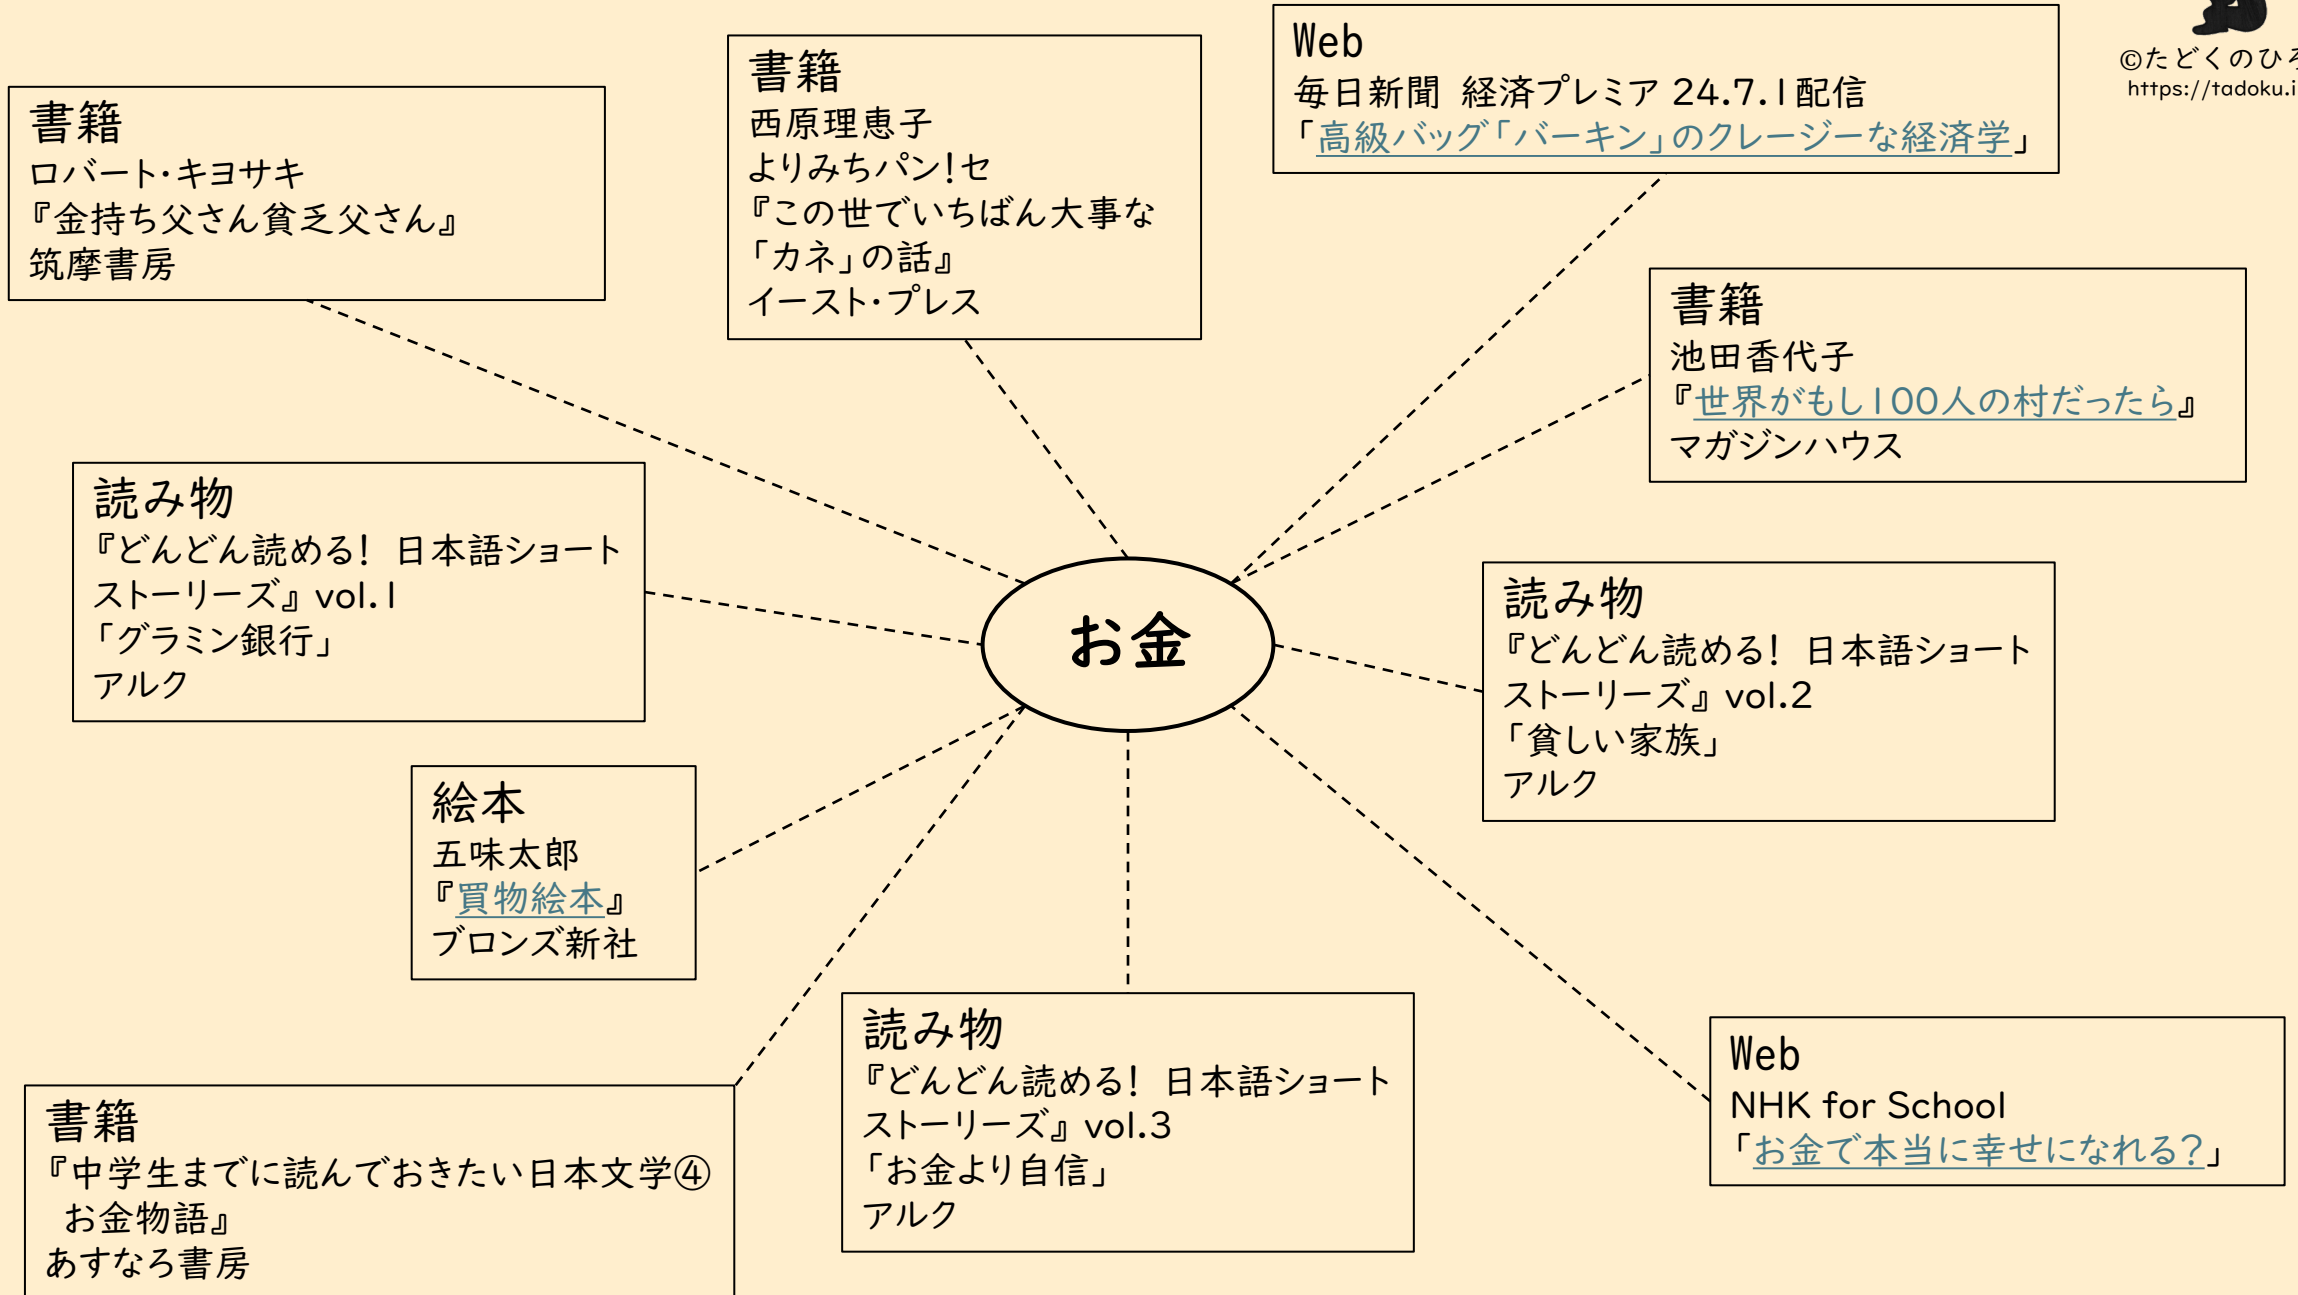 書籍
ロバート・キヨサキ
『金持ち父さん貧乏父さん』
筑摩書房
書籍
西原理恵子
よりみちパン!セ
『この世でいちばん大事な
「カネ」の話』
イースト・プレス
Web
毎日新聞 経済プレミア 24.7.1配信
「高級バッグ「バーキン」のクレージーな経済学」
©たどくのひろ
https://tadoku.i
書籍
池田香代子
『世界がもし100人の村だったら』
マガジンハウス
読み物
『どんどん読める! 日本語ショート
ストーリーズ』 vol.1
「グラミン銀行」
アルク
お金
読み物
『どんどん読める! 日本語ショート
ストーリーズ』 vol.2
「貧しい家族」
アルク
絵本
五味太郎
『買物絵本』
ブロンズ新社
読み物
『どんどん読める! 日本語ショート
ストーリーズ』 vol.3
「お金より自信」
アルク
Web
NHK for School
「お金で本当に幸せになれる?」
書籍
『中学生までに読んでおきたい日本文学④
お金物語』
あすなろ書房